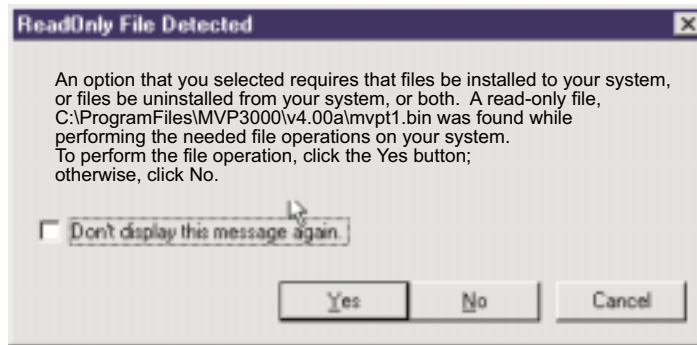 ReadOnly File Detected
An option that you selected requires that files be installed to your system,
or files be uninstalled from your system, or both. A read-only file,
C:\ProgramFiles\MVP3000\v4.00a\mvpt1.bin was found while
performing the needed file operations on your system.
To perform the file operation, click the Yes button;
otherwise, click No.
Don't display this message again.
Yes No Cancel